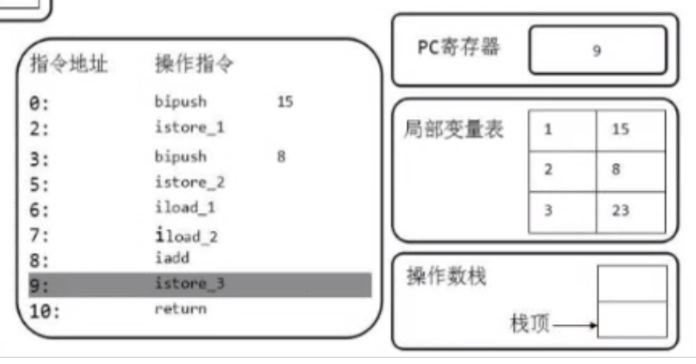 指令地址 操作指令
0: bipush 15
2: istore_1
3: bipush 8
5: istore_2
6: iload_1
7: iload_2
8: iadd
9: istore_3
10: return
PC寄存器 9
局部变量表
1 15
2 8
3 23
操作数栈
栈顶